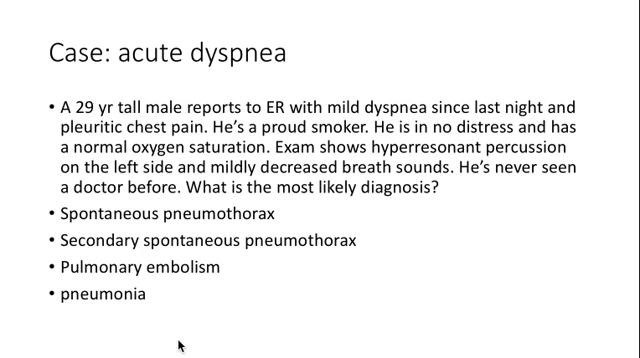 Case: acute dyspnea
• A 29 yr tall male reports to ER with mild dyspnea since last night and
pleuritic chest pain. He's a proud smoker. He is in no distress and has
a normal oxygen saturation. Exam shows hyperresonant percussion
on the left side and mildly decreased breath sounds. He's never seen
a doctor before. What is the most likely diagnosis?
• Spontaneous pneumothorax
• Secondary spontaneous pneumothorax
• Pulmonary embolism
• pneumonia